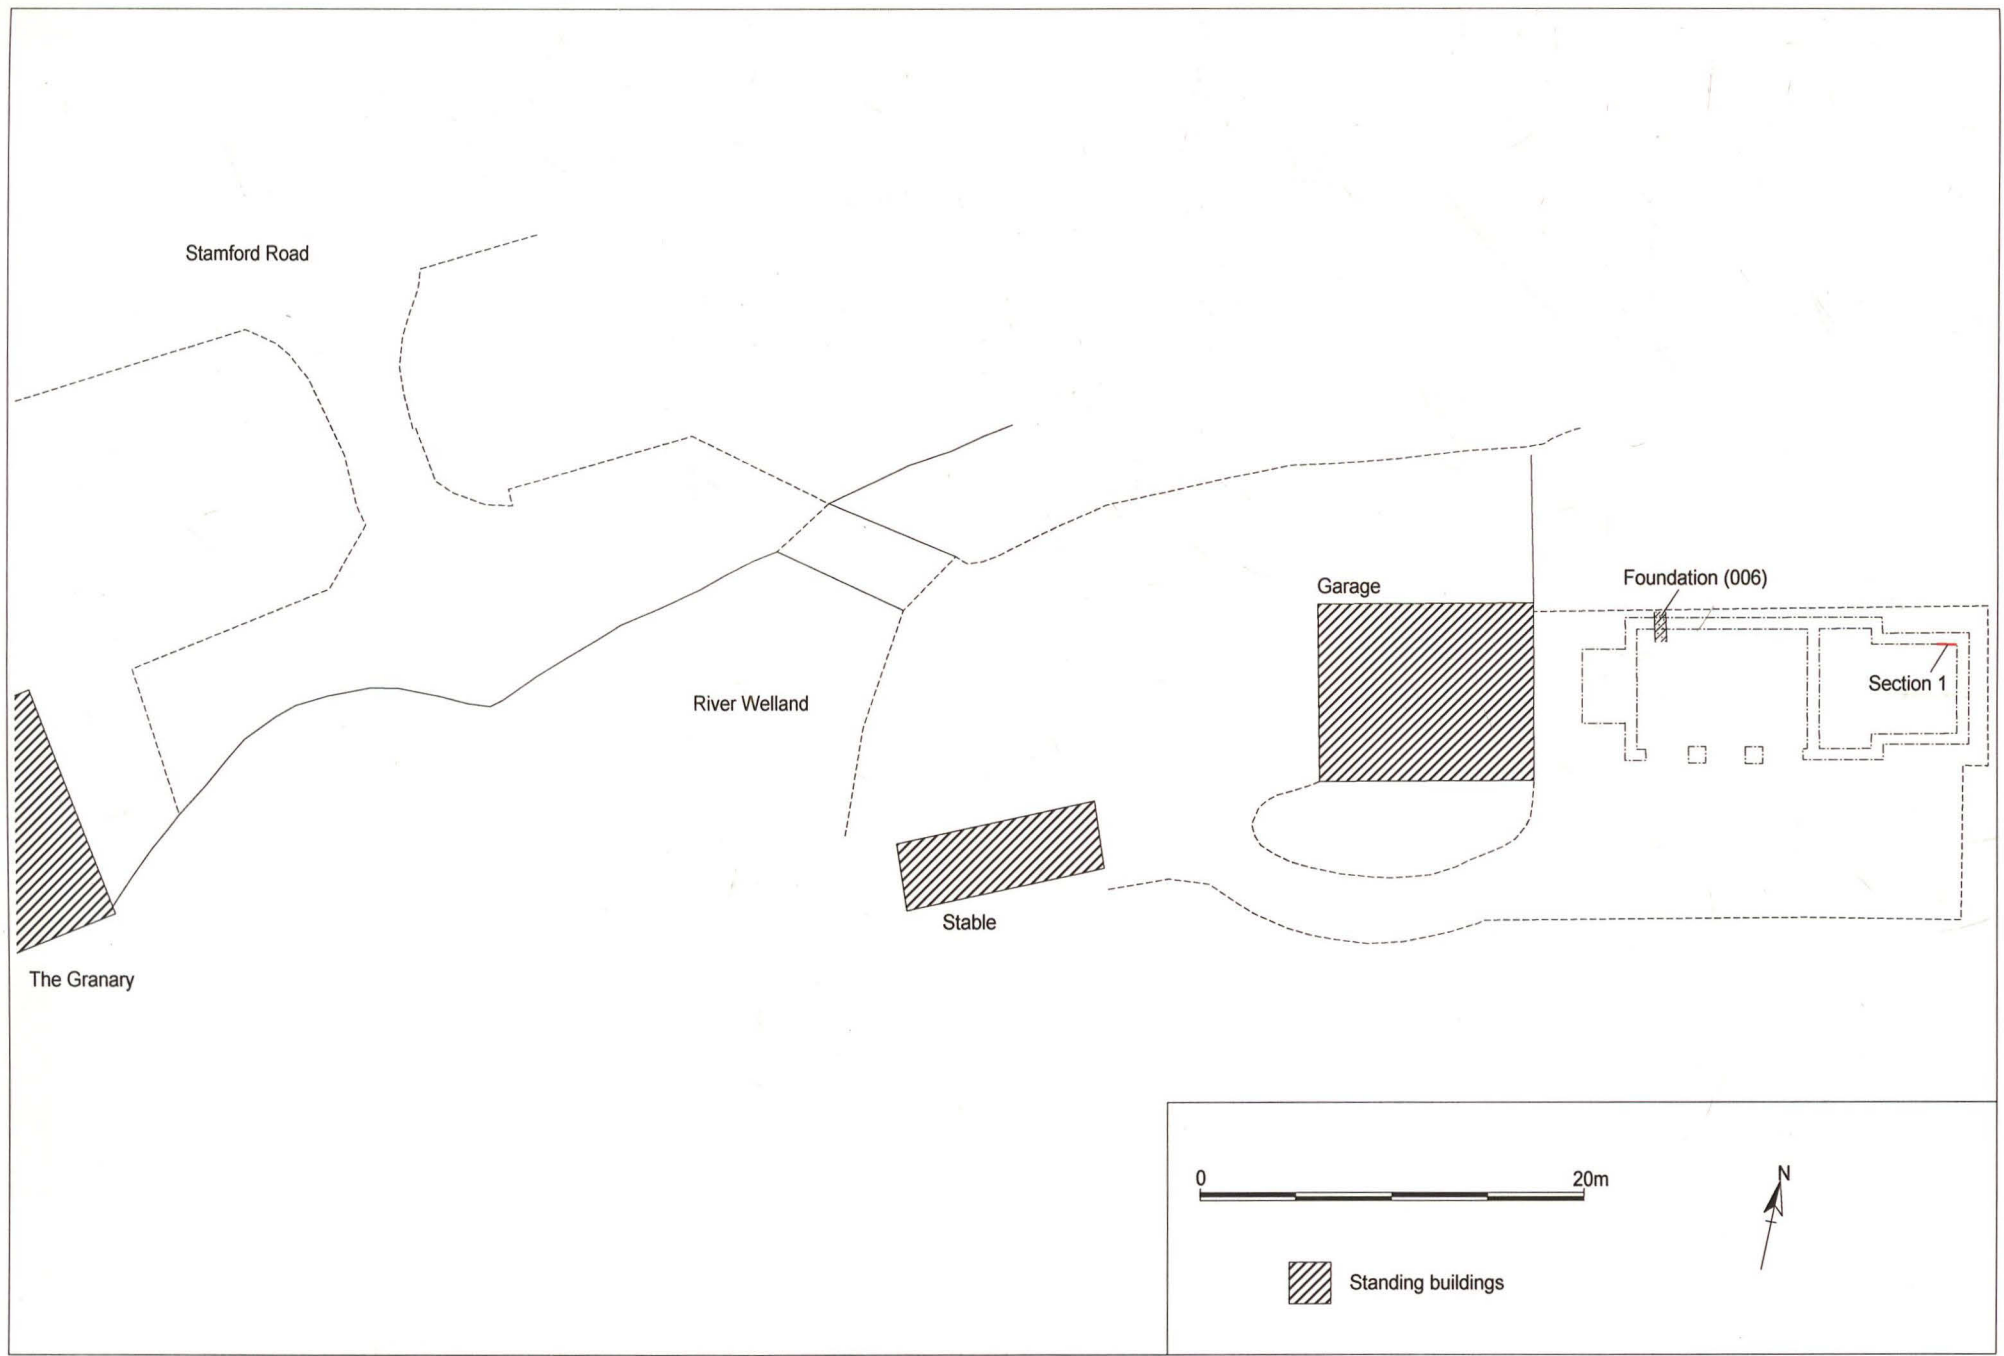 Stamford Road
Garage
Foundation (006)
Section 1
River Welland
Stable
The Granary
0
20m
N
Standing buildings